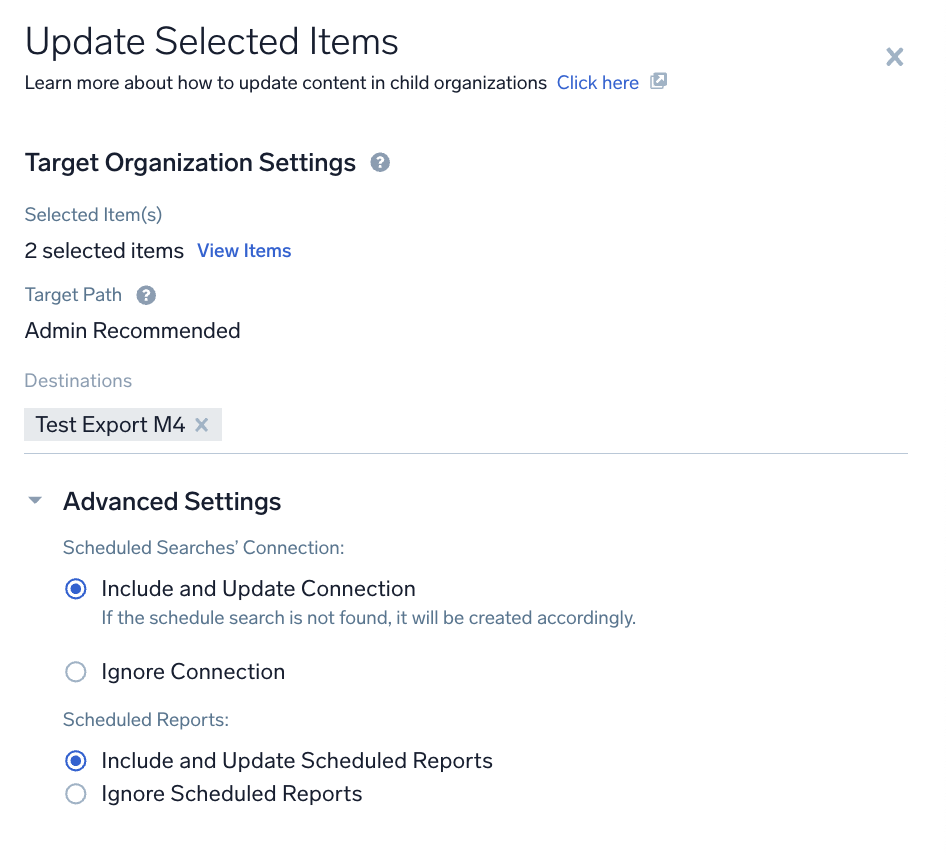 Update Selected Items
Learn more about how to update content in child organizations Click here
Target Organization Settings
Selected Item(s)
2 selected items View Items
Target Path
Admin Recommended
Destinations
Test Export M4
Advanced Settings
Scheduled Searches’ Connection:
Include and Update Connection
If the schedule search is not found, it will be created accordingly.
Ignore Connection
Scheduled Reports:
Include and Update Scheduled Reports
Ignore Scheduled Reports